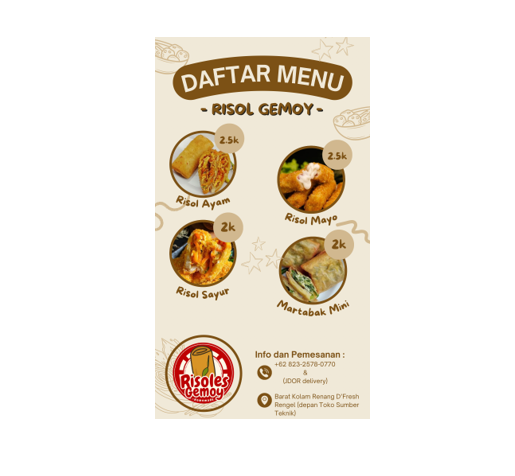 DAFTAR MENU
- RISOL GEMOY -
2.5k
Risol Ayam
2.5k
Risol Mayo
2k
Risol Sayur
2k
Martabak Mini
Risoles
Gemoy
Info dan Pemesanan :
+62 823-2578-0770
&
(JDOR delivery)
Barat Kolam Renang D'Fresh
Rengel (depan Toko Sumber
Teknik)